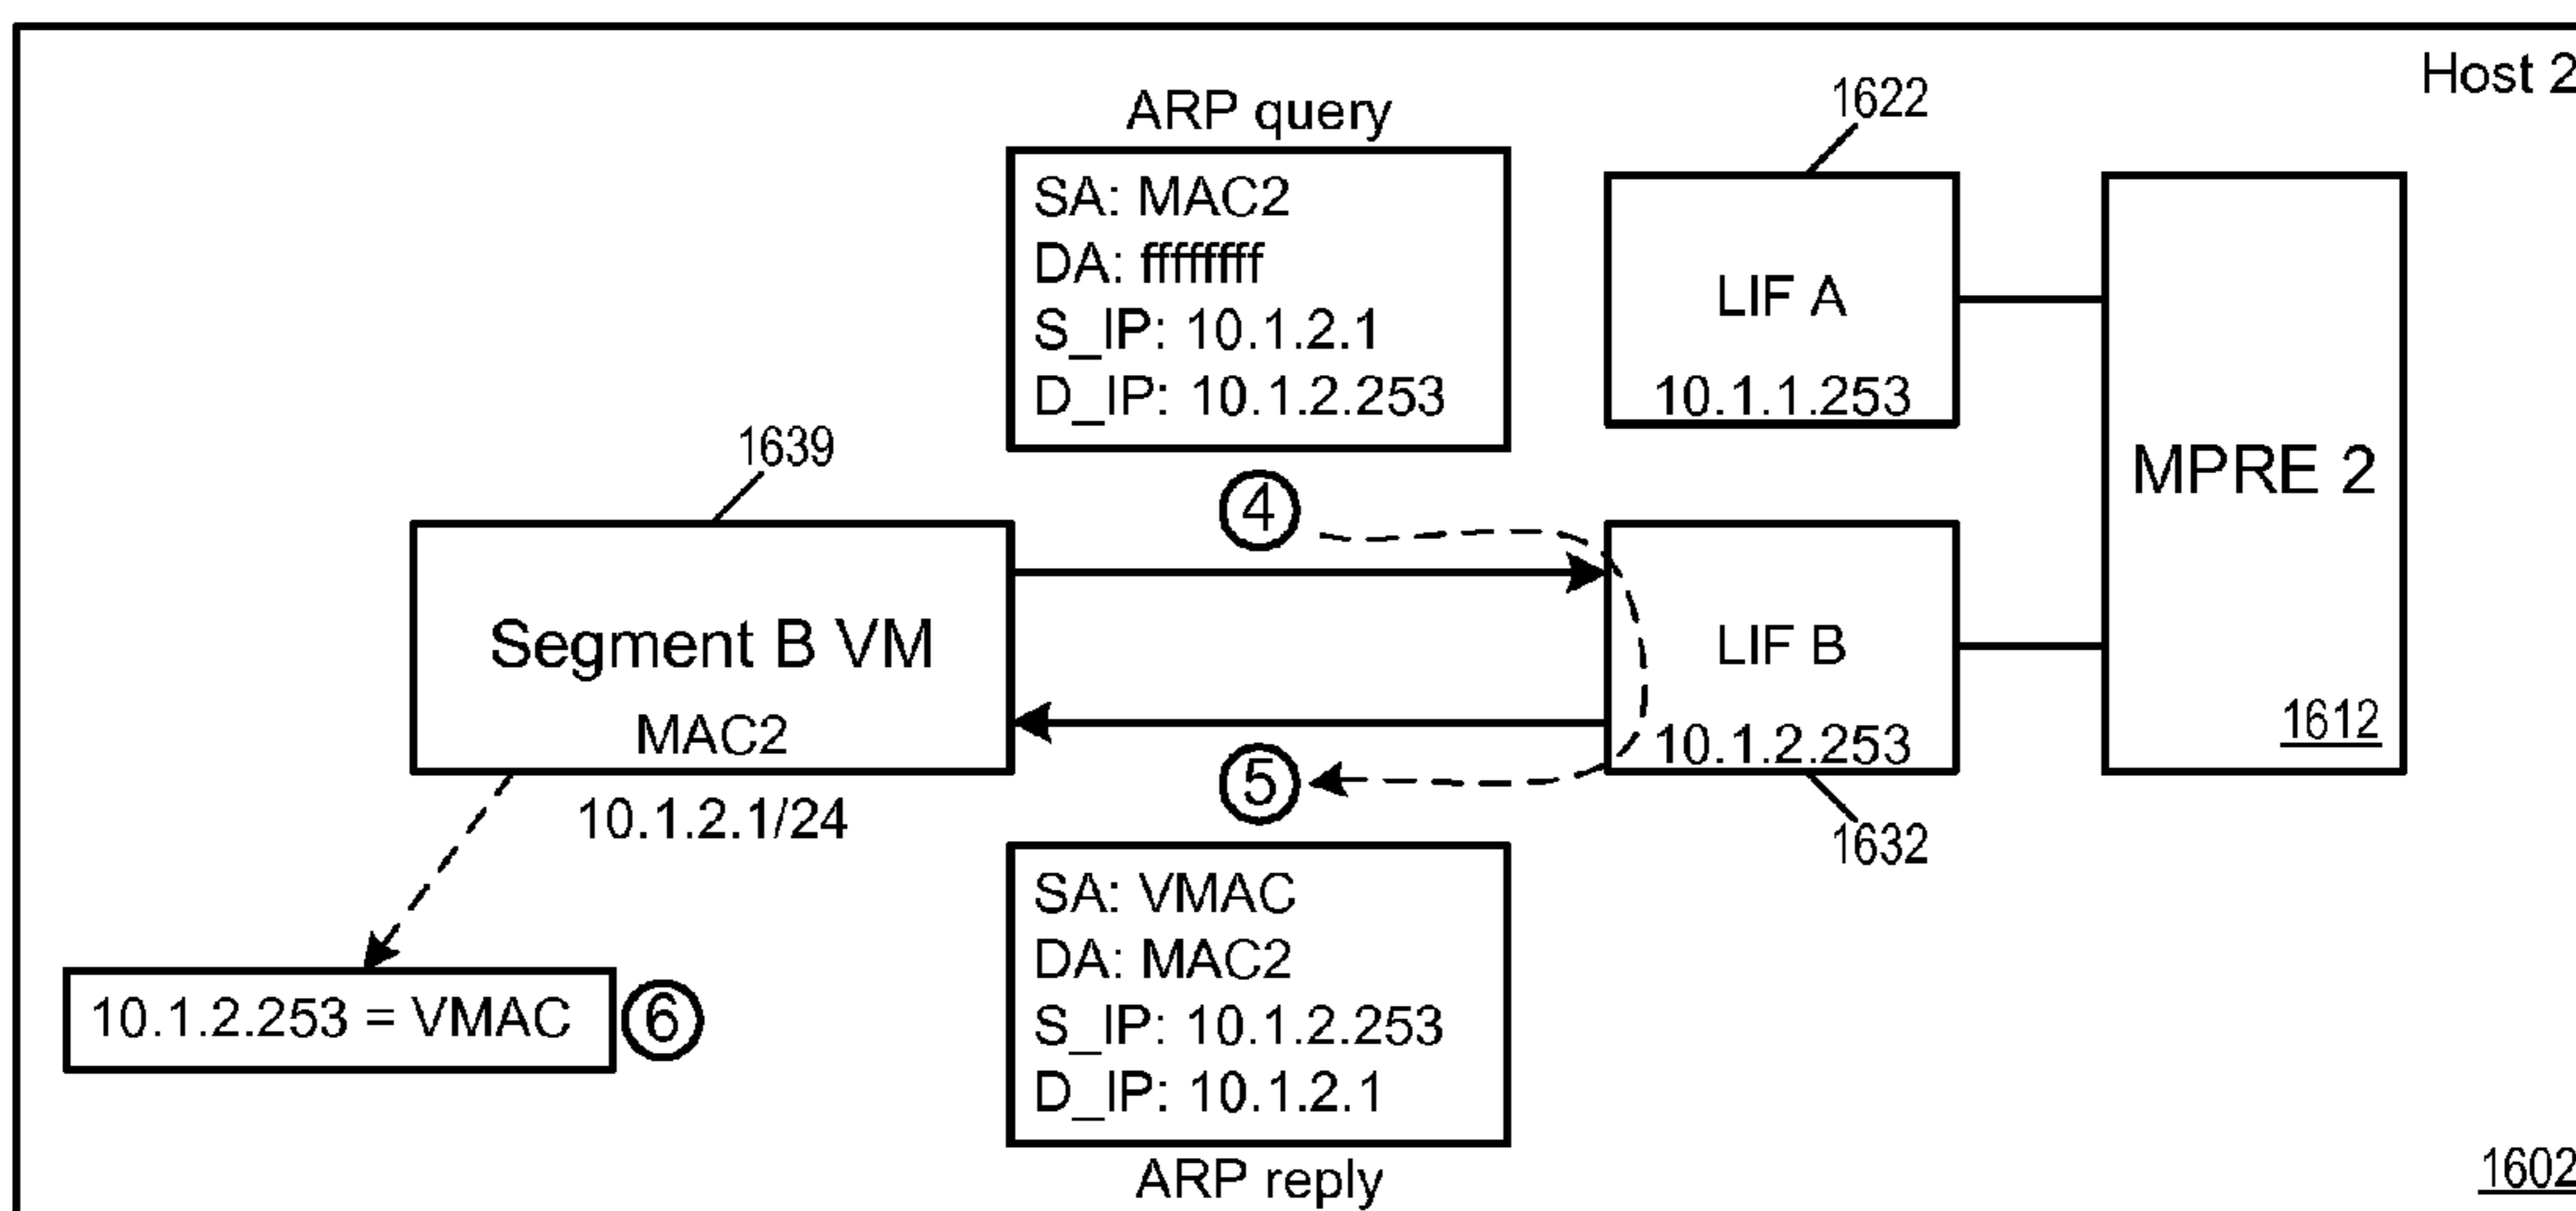 Host 2
ARP query
1622
SA: MAC2
DA: fffffffff
S_IP: 10.1.2.1
D_IP: 10.1.2.253
LIF A
10.1.1.253
MPRE 2
1612
1639
4
Segment B VM
MAC2
10.1.2.1/24
LIF B
10.1.2.253
1632
5
SA: VMAC
DA: MAC2
S_IP: 10.1.2.253
D_IP: 10.1.2.1
ARP reply
10.1.2.253 = VMAC
6
1602